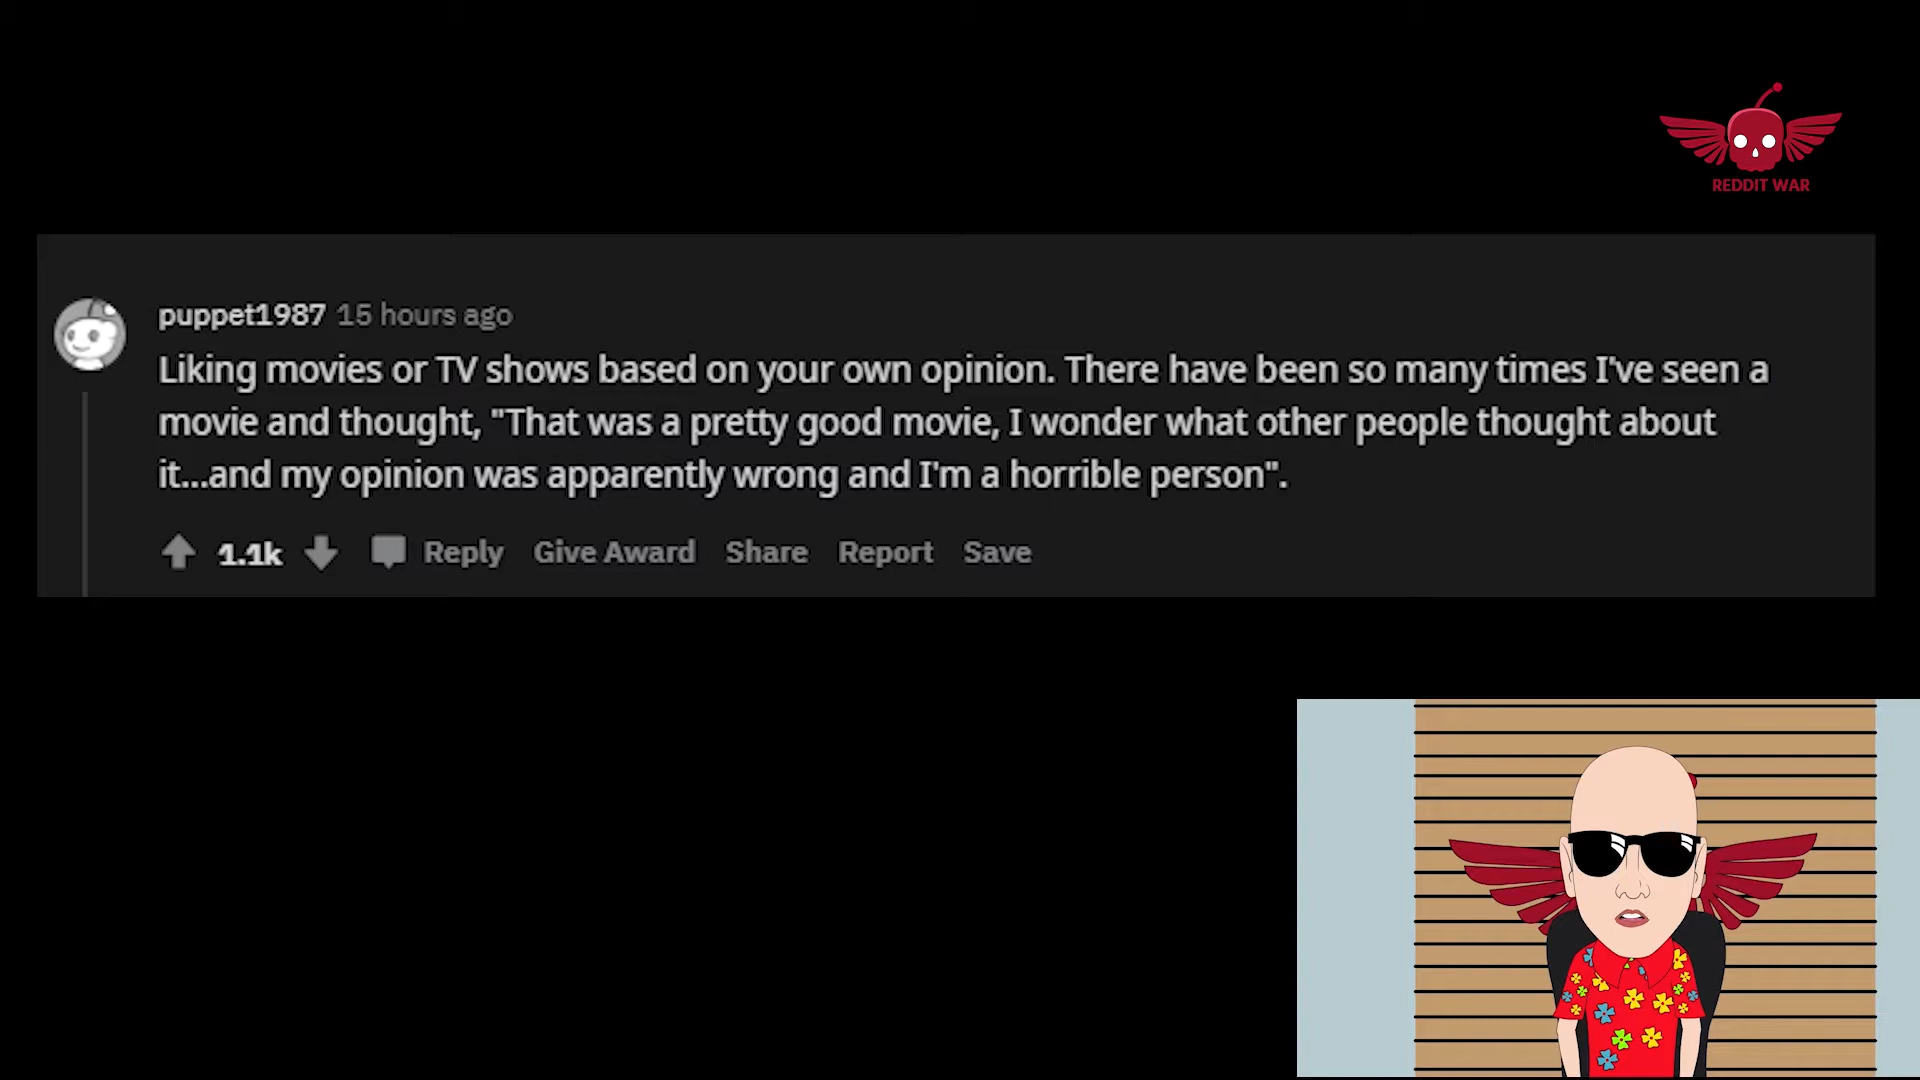 REDDIT WAR
puppet1987 15 hours ago
Liking movies or TV shows based on your own opinion. There have been so many times I've seen a
movie and thought, "That was a pretty good movie, I wonder what other people thought about
it...and my opinion was apparently wrong and I'm a horrible person".
1.1k Reply Give Award Share Report Save